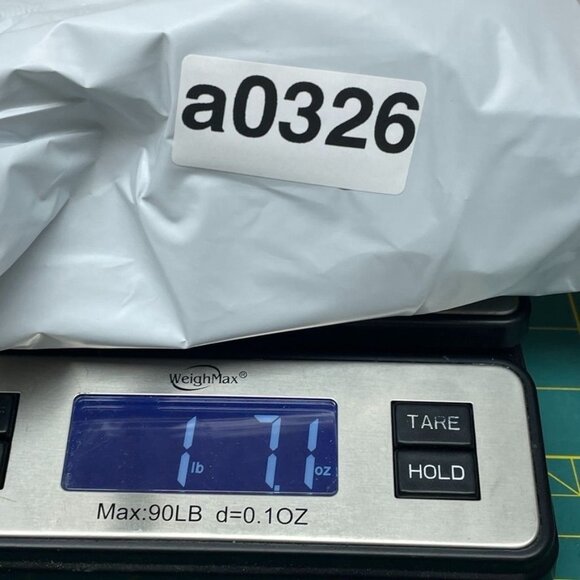 a0326
WeighMax®
1 lb 7.1 oz
TARE
HOLD
Max:90LB d=0.1OZ